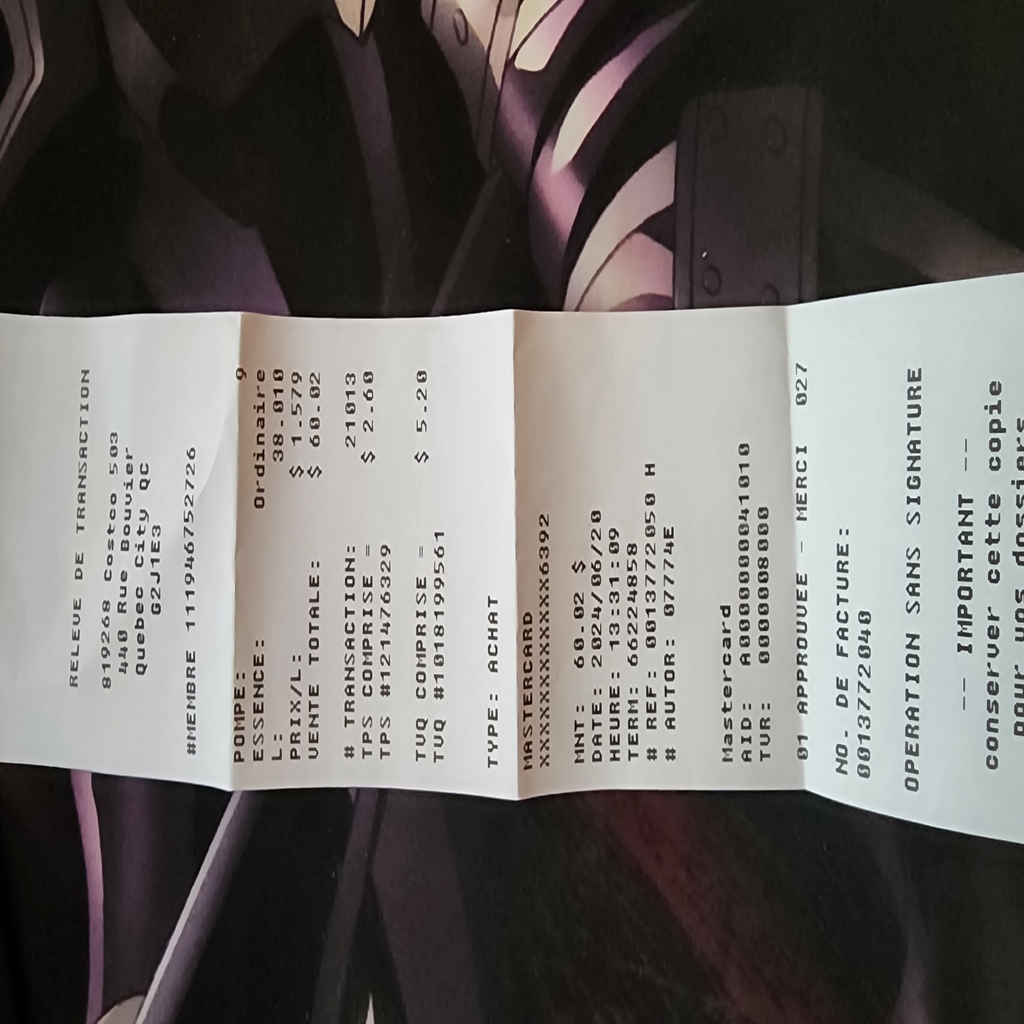 RELEVE DE TRANSACTION
819268 Costco 503
440 Rue Bouvier
Quebec City QC
G2J1E3
#MEMBRE 111946752726
POMPE: 9
ESSENCE: Ordinaire
L: 38.010
PRIX/L: $ 1.579
VENTE TOTALE: $ 60.02
# TRANSACTION: 21013
TPS COMPRISE = $ 2.60
TPS #121476329
TVQ COMPRISE = $ 5.20
TVQ #1018199561
TYPE: ACHAT
MASTERCARD
XXXXXXXXXXXX6392
MNT: 60.02 $
DATE: 2024/06/20
HEURE: 13:31:09
TERM: 66224858
# REF: 0013772050 H
# AUTOR: 07774E
Mastercard
AID: A0000000041010
TVR: 0000008000
01 APPROUVEE - MERCI 027
NO. DE FACTURE:
0013772040
OPERATION SANS SIGNATURE
-- IMPORTANT --
conserver cette copie
pour vos dossiers